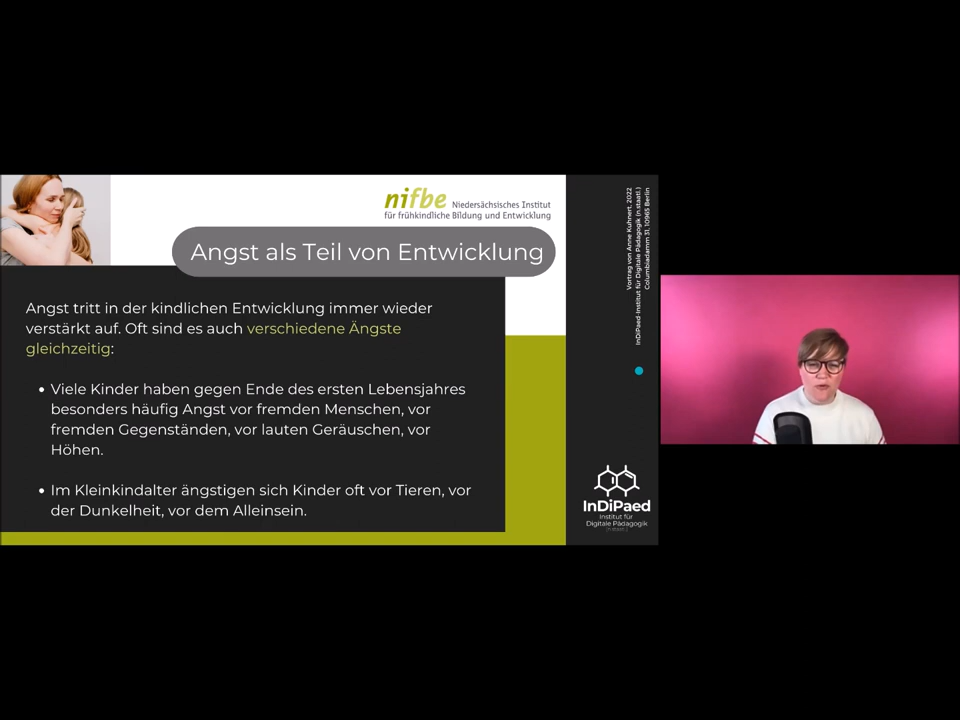 nifbe Niedersächsisches Institut
für frühkindliche Bildung und Entwicklung
Angst als Teil von Entwicklung
Angst tritt in der kindlichen Entwicklung immer wieder
verstärkt auf. Oft sind es auch verschiedene Ängste
gleichzeitig:
• Viele Kinder haben gegen Ende des ersten Lebensjahres
besonders häufig Angst vor fremden Menschen, vor
fremden Gegenständen, vor lauten Geräuschen, vor
Höhen.
• Im Kleinkindalter ängstigen sich Kinder oft vor Tieren, vor
der Dunkelheit, vor dem Alleinsein.
Vortrag von Anne Kuhnert, 2022
InDiPaed-Institut für Digitale Pädagogik (n.staatl.)
Columbiadamm 31, 10965 Berlin
InDiPaed
Institut für
Digitale Pädagogik